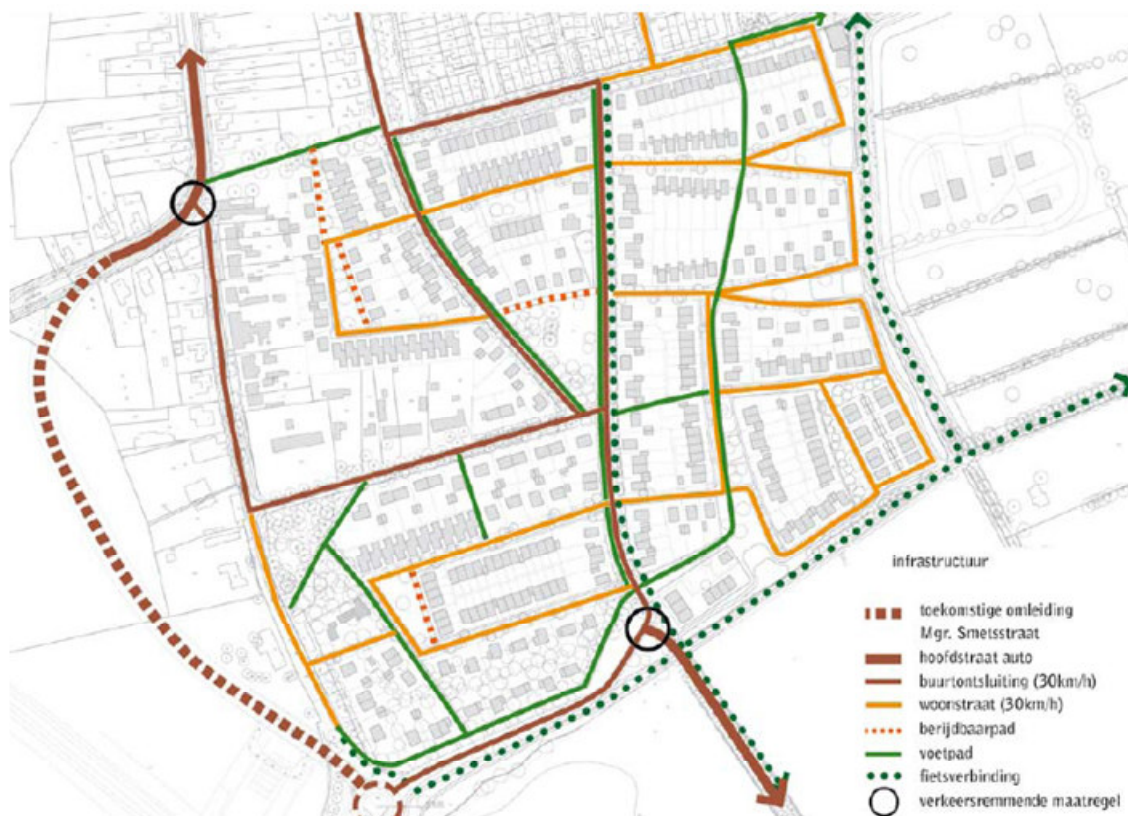 infrastructuur
toekomstige omleiding
Mgr. Smetsstraat
hoofdstraat auto
buurtontsluiting (30km/h)
woonstraat (30km/h)
berijdbaarpad
voetpad
fietsverbinding
verkeersremmende maatregel